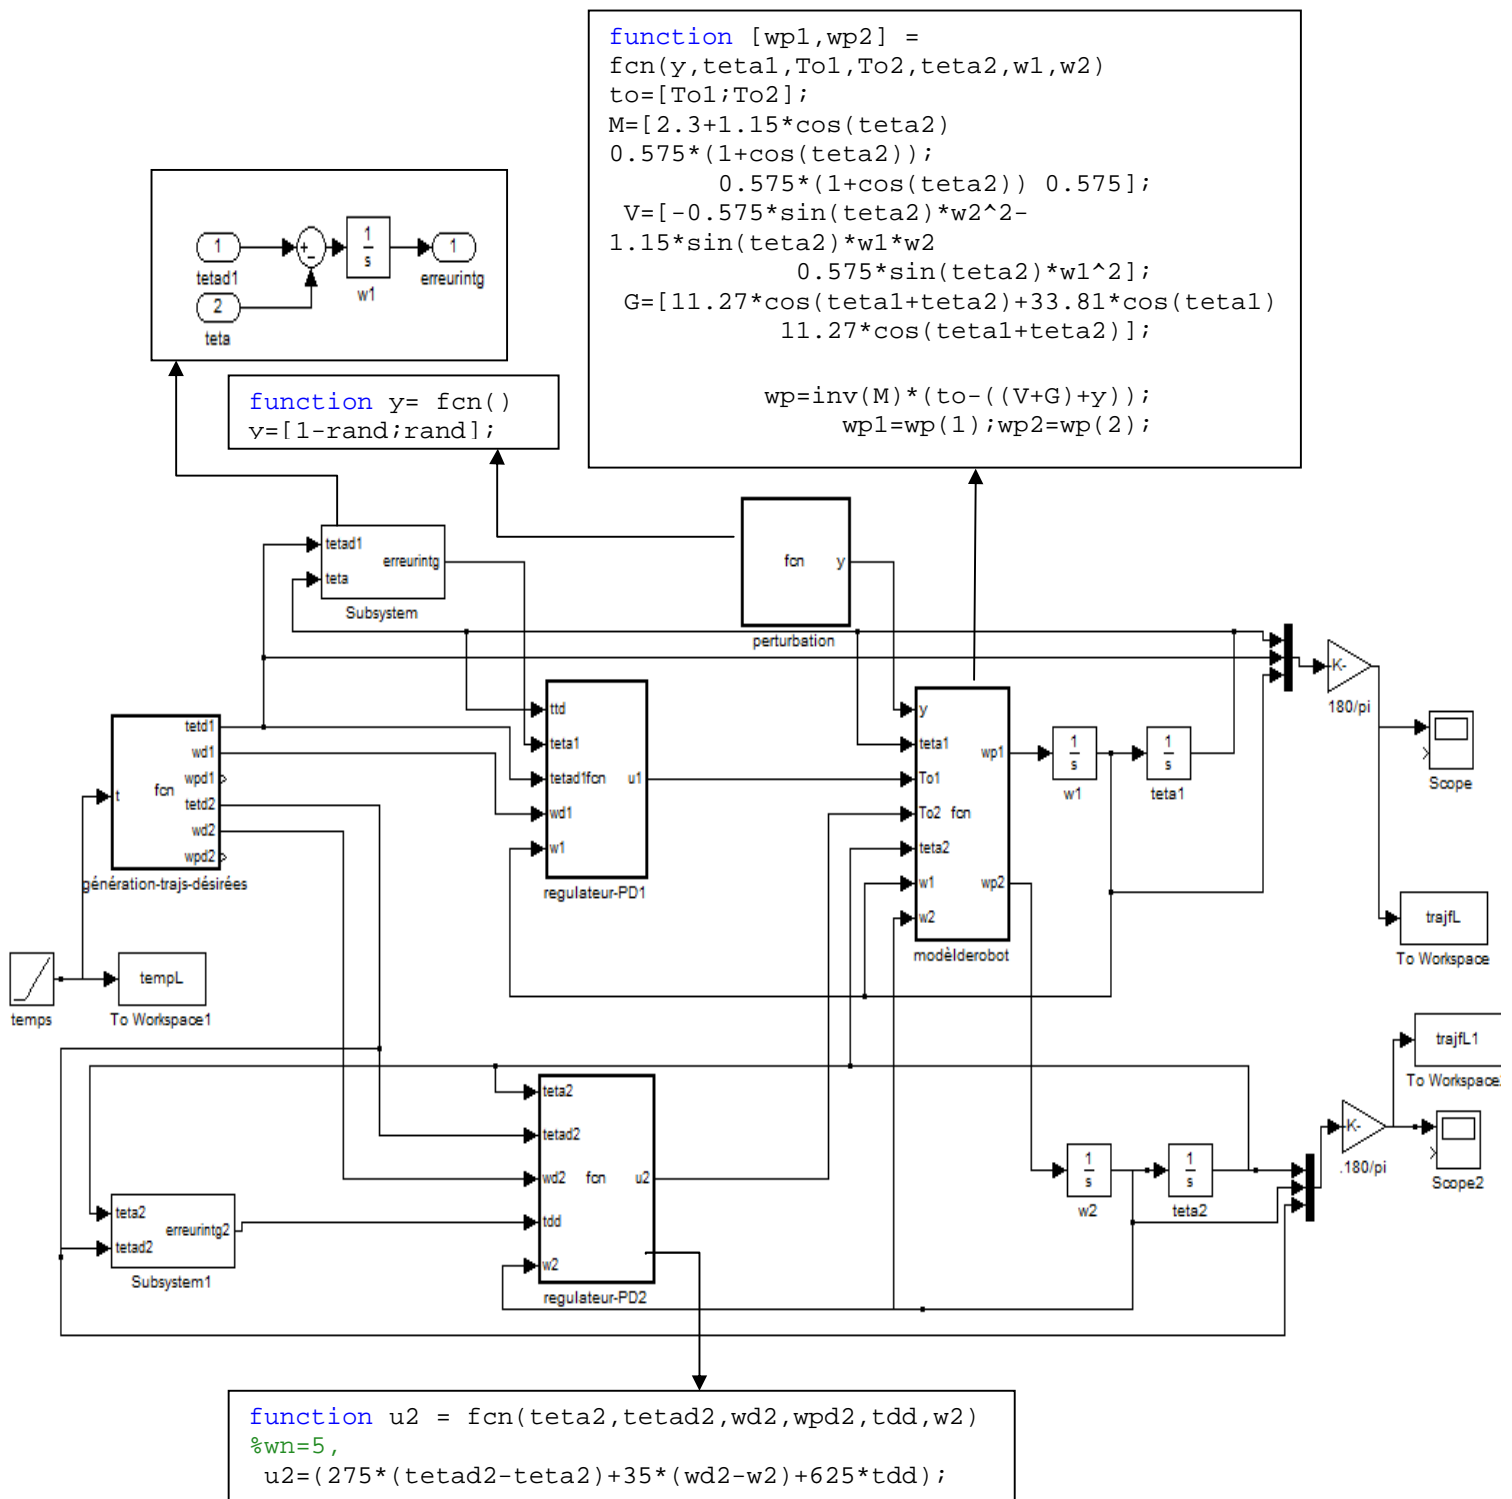 function [wp1,wp2] =
fcn(y,teta1,To1,To2,teta2,w1,w2)
to=[To1;To2];
M=[2.3+1.15*cos(teta2)
0.575*(1+cos(teta2));
0.575*(1+cos(teta2)) 0.575];
V=[-0.575*sin(teta2)*w2^2-
1.15*sin(teta2)*w1*w2
0.575*sin(teta2)*w1^2];
G=[11.27*cos(teta1+teta2)+33.81*cos(teta1)
11.27*cos(teta1+teta2)];
wp=inv(M)*(to-((V+G)+y));
wp1=wp(1);wp2=wp(2);
1
tetad1
2
teta
+
−
1
s
w1
1
erreurintg
function y= fcn()
y=[1-rand;rand];
tetad1
teta
erreurintg
Subsystem
fcn
y
perturbation
t
fcn
tetd1
wd1
wpd1
tetd2
wd2
wpd2
génération-trajs-désirées
ttd
teta1
tetad1fcn
wd1
w1
u1
regulateur-PD1
y
teta1
To1
To2 fcn
teta2
w1
w2
wp1
wp2
modèlderobot
1
s
w1
1
s
teta1
-K-
180/pi
Scope
trajfL
To Workspace
temps
tempL
To Workspace1
trajfL1
To Workspace
teta2
tetad2
wd2 fcn
tdd
w2
u2
regulateur-PD2
teta2
tetad2
erreurintg2
Subsystem1
1
s
w2
1
s
teta2
-K-
.180/pi
Scope2
function u2 = fcn(teta2,tetad2,wd2,wpd2,tdd,w2)
%wn=5,
u2=(275*(tetad2-teta2)+35*(wd2-w2)+625*tdd);